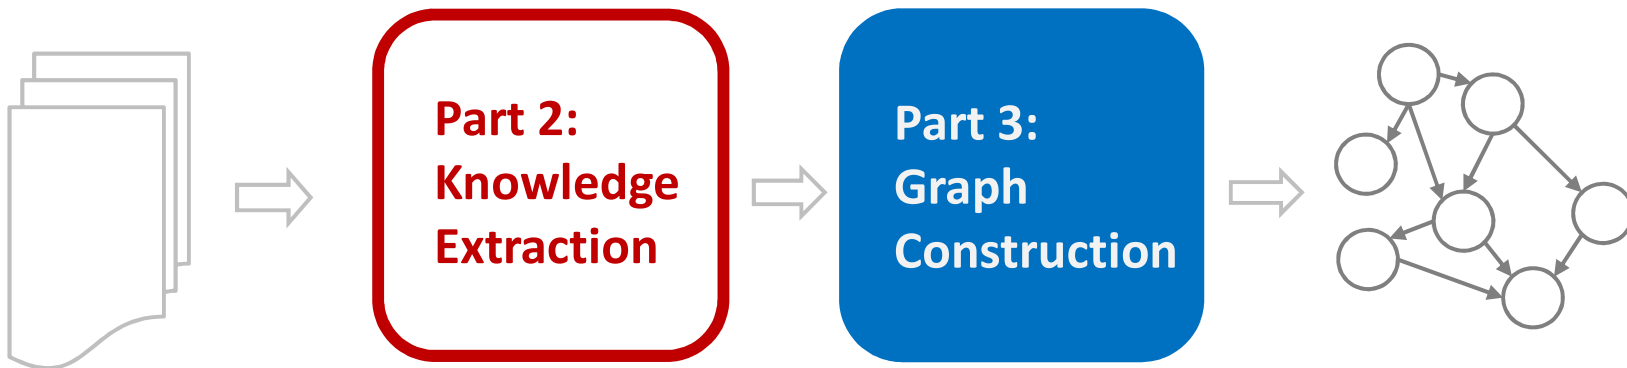 Part 2:
Knowledge
Extraction
Part 3:
Graph
Construction